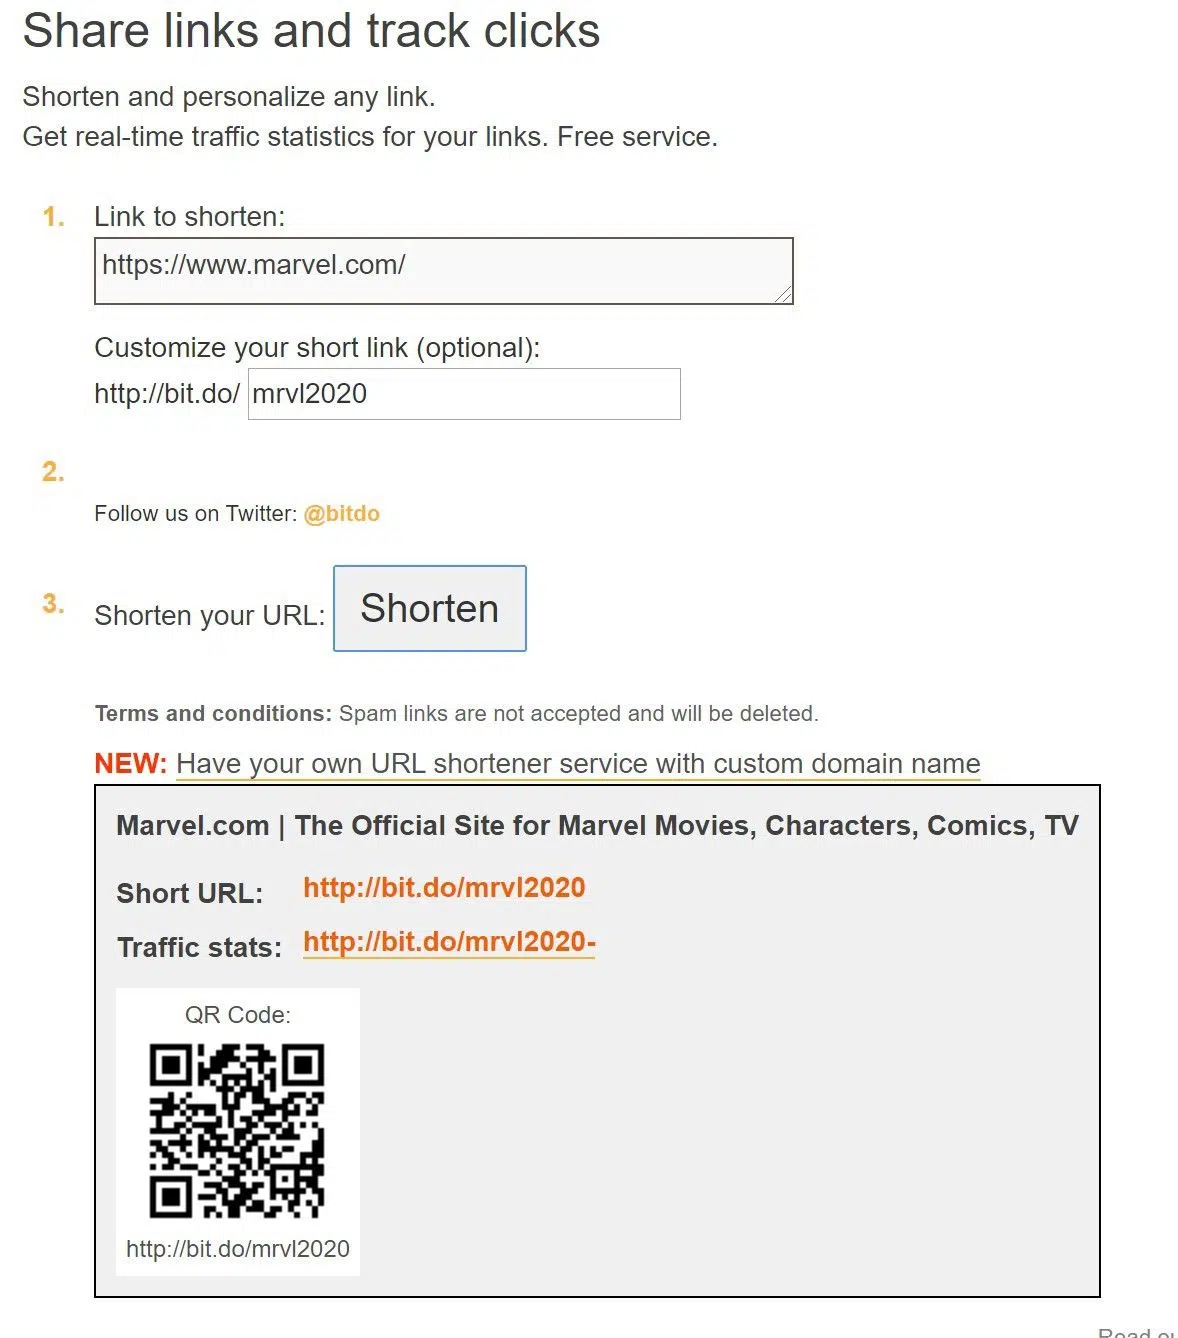 Share links and track clicks
Shorten and personalize any link.
Get real-time traffic statistics for your links. Free service.
1. Link to shorten:
https://www.marvel.com/
Customize your short link (optional):
http://bit.do/ mrvl2020
2.
Follow us on Twitter: @bitdo
3. Shorten your URL: Shorten
Terms and conditions: Spam links are not accepted and will be deleted.
NEW: Have your own URL shortener service with custom domain name
Marvel.com | The Official Site for Marvel Movies, Characters, Comics, TV
Short URL: http://bit.do/mrvl2020
Traffic stats: http://bit.do/mrvl2020-
QR Code:
http://bit.do/mrvl2020
Read